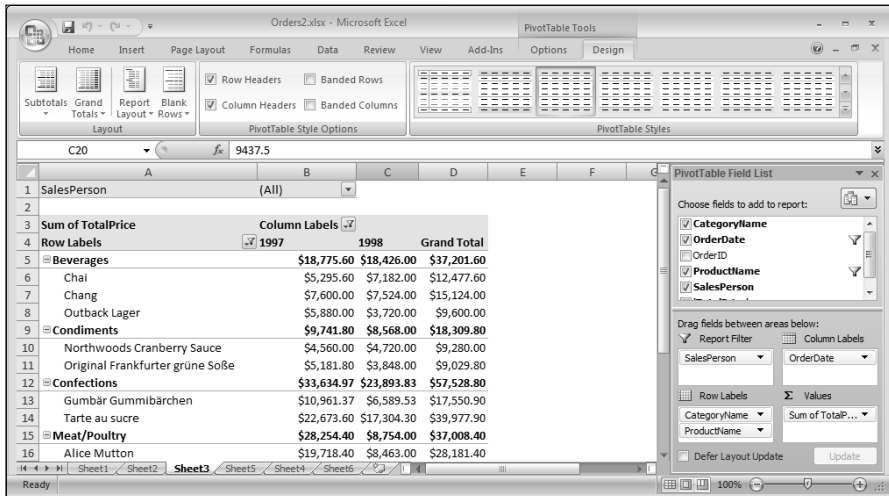 Orders2.xlsx - Microsoft Excel
PivotTable Tools
Home Insert Page Layout Formulas Data Review View Add-Ins Options Design
Subtotals Grand Totals Report Layout Blank Rows
Layout
Row Headers Banded Rows
Column Headers Banded Columns
PivotTable Style Options
PivotTable Styles
C20 fx 9437.5
A B C D E F G
1 SalesPerson (All)
2
3 Sum of TotalPrice Column Labels
4 Row Labels 1997 1998 Grand Total
5 Beverages $18,775.60 $18,426.00 $37,201.60
6 Chai $5,295.60 $7,182.00 $12,477.60
7 Chang $7,600.00 $7,524.00 $15,124.00
8 Outback Lager $5,880.00 $3,720.00 $9,600.00
9 Condiments $9,741.80 $8,568.00 $18,309.80
10 Northwoods Cranberry Sauce $4,560.00 $4,720.00 $9,280.00
11 Original Frankfurter grüne Soße $5,181.80 $3,848.00 $9,029.80
12 Confections $33,634.97 $23,893.83 $57,528.80
13 Gumbär Gummibärchen $10,961.37 $6,589.53 $17,550.90
14 Tarte au sucre $22,673.60 $17,304.30 $39,977.90
15 Meat/Poultry $28,254.40 $8,754.00 $37,008.40
16 Alice Mutton $19,718.40 $8,463.00 $28,181.40
Sheet1 Sheet2 Sheet3 Sheet5 Sheet4 Sheet6
Ready
100%
PivotTable Field List
Choose fields to add to report:
CategoryName
OrderDate
OrderID
ProductName
SalesPerson
Drag fields between areas below:
Report Filter Column Labels
SalesPerson OrderDate
Row Labels Σ Values
CategoryName Sum of TotalP...
ProductName
Defer Layout Update Update